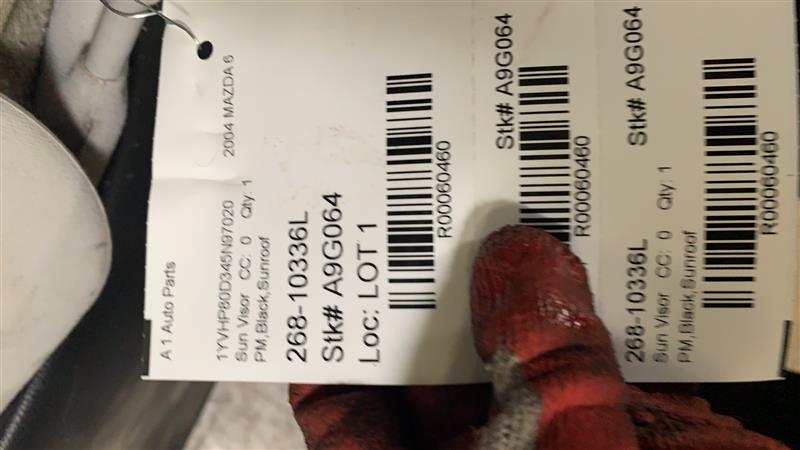 A 1 Auto Parts
1YVHP80D345N97020 2004 MAZDA 6
Sun Visor CC: 0 Qty: 1
PM,Black,Sunroof
268-10336L
Stk# A9G064
Loc: LOT 1
R00060460
Stk# A9G064
R00060460
268-10336L Stk# A9G064
Sun Visor CC: 0 Qty: 1
PM,Black,Sunroof
R00060460